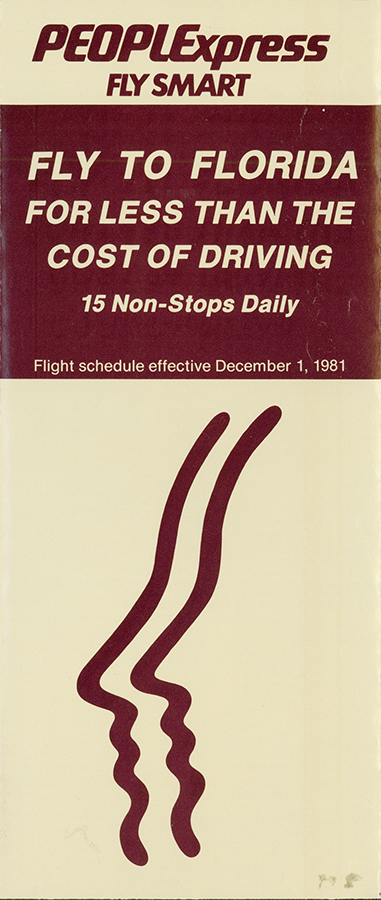 PEOPLExpress
FLY SMART
FLY TO FLORIDA
FOR LESS THAN THE
COST OF DRIVING
15 Non-Stops Daily
Flight schedule effective December 1, 1981